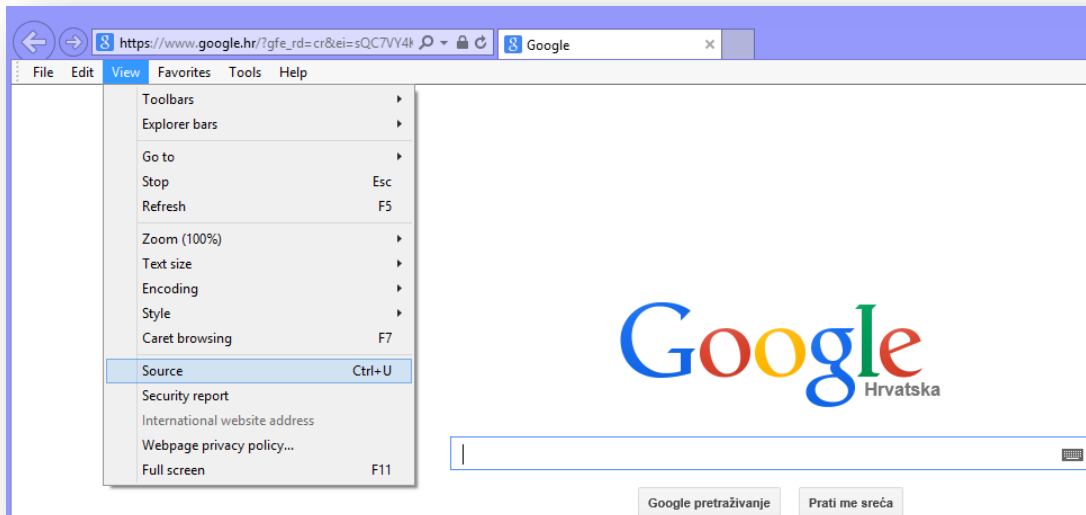 https://www.google.hr/?gfe_rd=cr&ei=sQC7VY4
Google
File Edit View Favorites Tools Help
Toolbars
Explorer bars
Go to
Stop Esc
Refresh F5
Zoom (100%)
Text size
Encoding
Style
Caret browsing F7
Source Ctrl+U
Security report
International website address
Webpage privacy policy...
Full screen F11
Google
Hrvatska
Google pretraživanje Prati me sreća